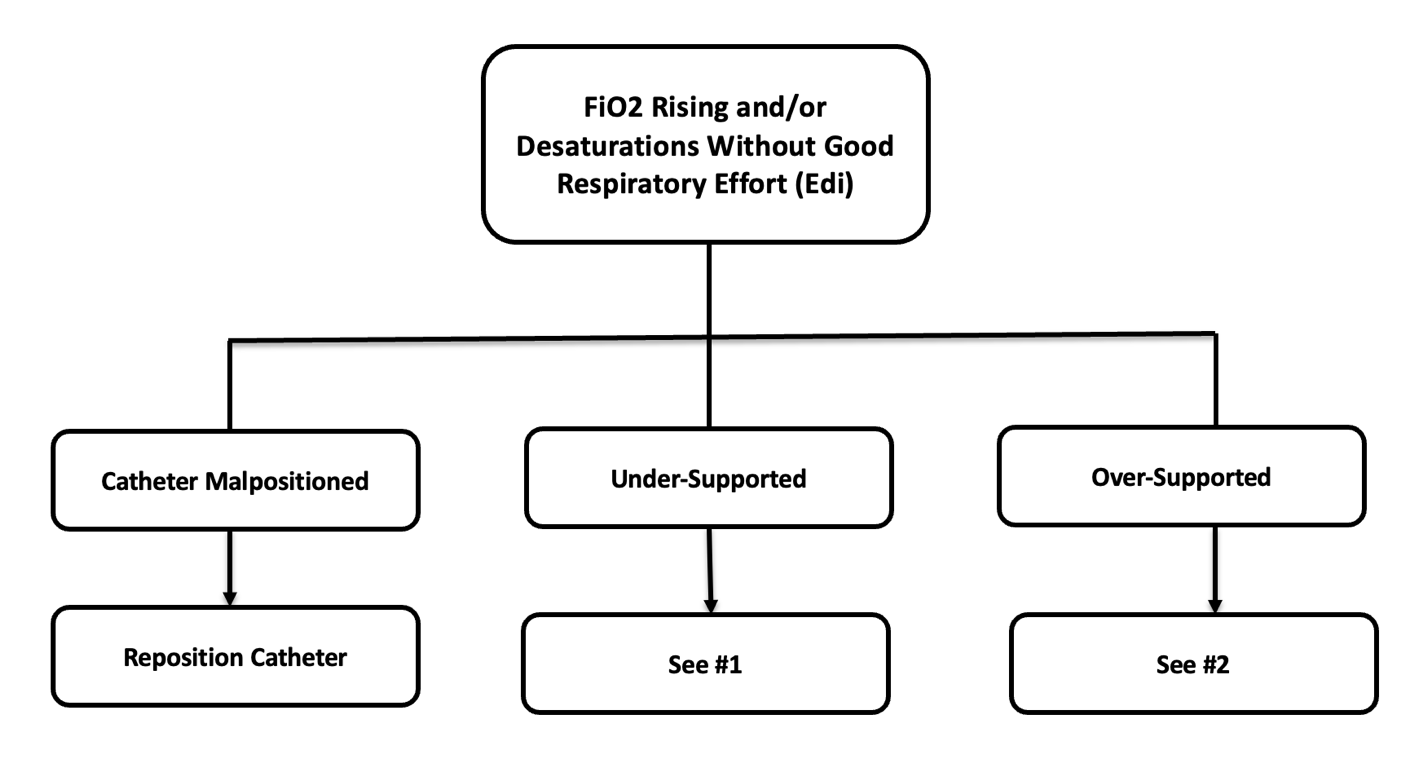 FiO2 Rising and/or
Desaturations Without Good
Respiratory Effort (Edi)
Catheter Malpositioned
Under-Supported
Over-Supported
Reposition Catheter
See #1
See #2